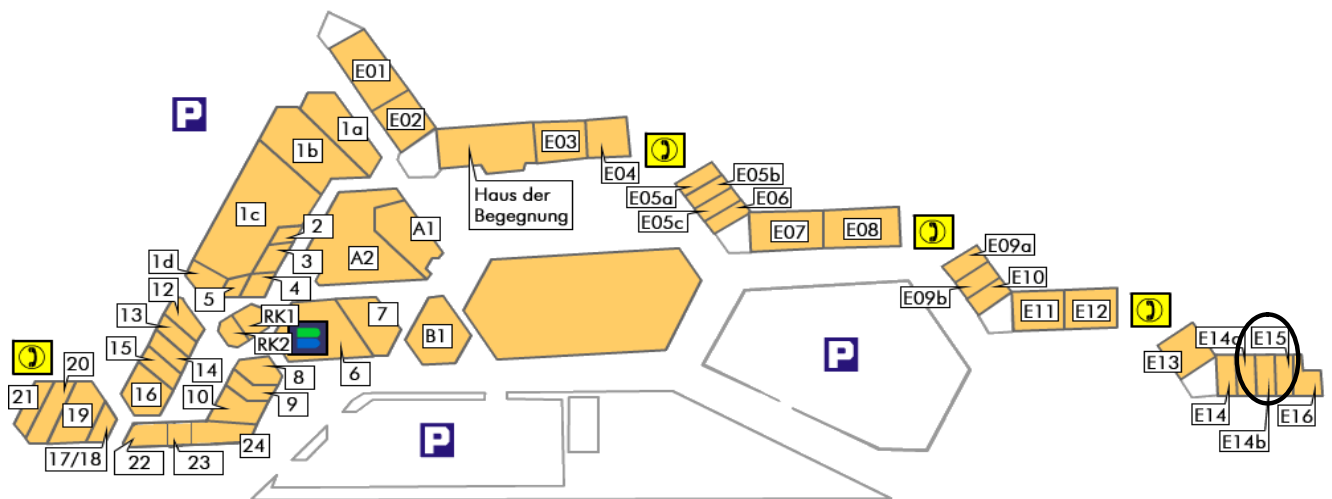 E01
1a
E02
1b
E03
E04
E05b
E05a
E06
Haus der
Begegnung
E05c
1c
2
A1
E07
E08
3
A2
E09a
1d
4
E10
12
5
E09b
13
RK1
7
E11
E12
RK2
B1
P
P
E14a
E15
15
14
E13
20
6
8
21
16
10
9
19
E14
E16
E14b
24
P
17/18
22
23